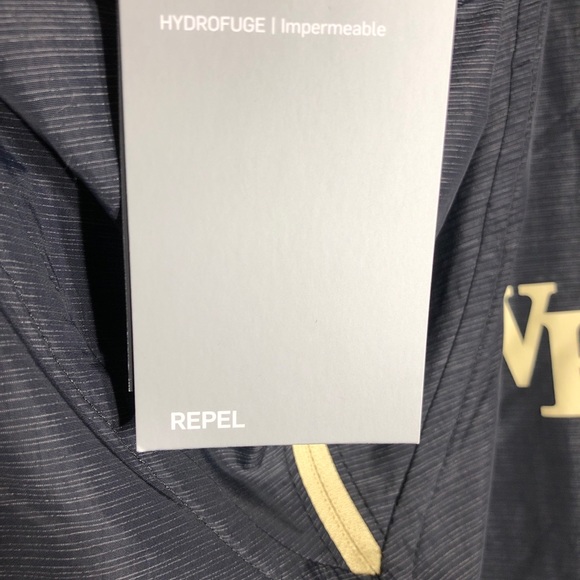 HYDROFUGE | Impermeable
REPEL